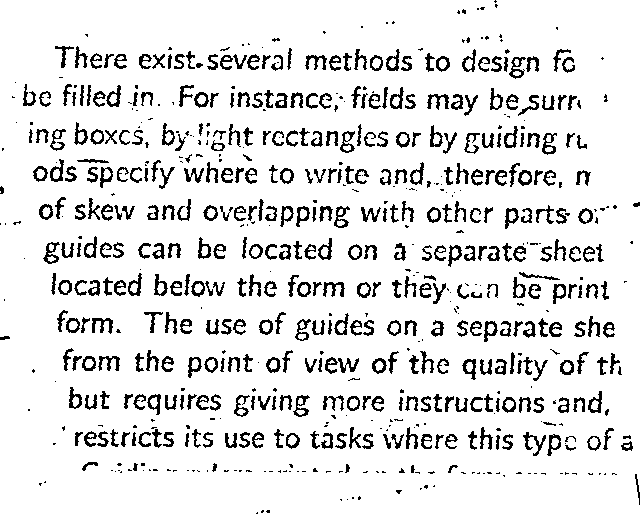 There exist several methods to design
be filled in. For instance, fields may be
ing boxes, by light rectangles or by guiding
ods specify where to write and, therefore,
of skew and overlapping with other parts
guides can be located on a separate sheet
located below the form or they can be print
form. The use of guides on a separate she
from the point of view of the quality of th
but requires giving more instructions and,
restricts its use to tasks where this type of a